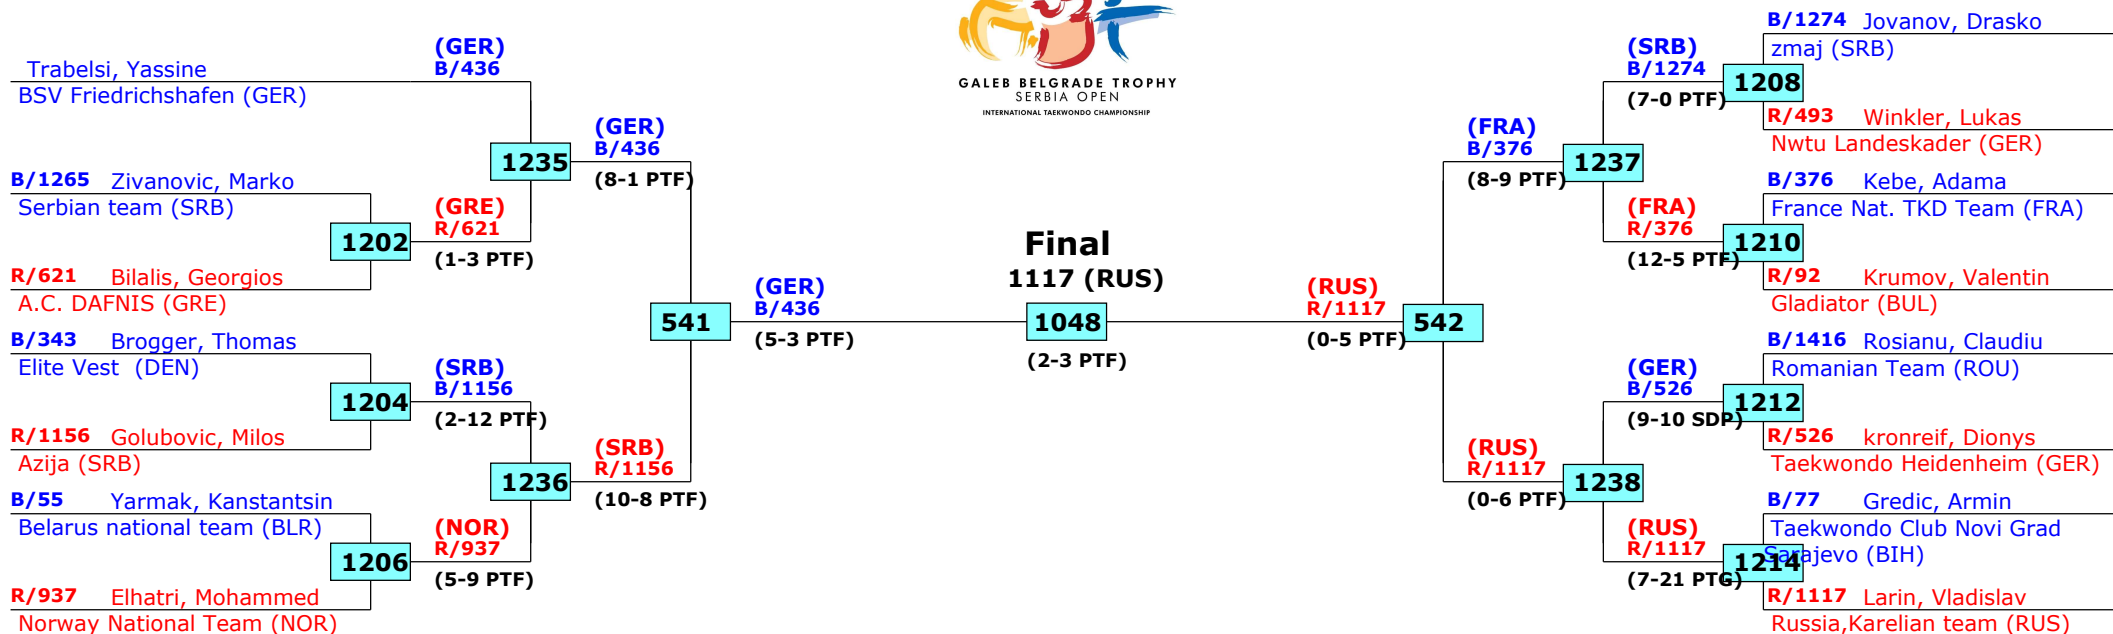 GALEB BELGRADE TROPHY
SERBIA OPEN
INTERNATIONAL TAEKWONDO CHAMPIONSHIP
Trabelsi, Yassine
BSV Friedrichshafen (GER)
(GER)
B/436
B/1265 Zivanovic, Marko
Serbian team (SRB)
1202
R/621 Bilalis, Georgios
A.C. DAFNIS (GRE)
1235
(GRE)
R/621
(1-3 PTF)
(GER)
B/436
(8-1 PTF)
B/343 Brogger, Thomas
Elite Vest (DEN)
1204
R/1156 Golubovic, Milos
Azija (SRB)
(SRB)
B/1156
(2-12 PTF)
1236
(SRB)
R/1156
(10-8 PTF)
B/55 Yarmak, Kanstantsin
Belarus national team (BLR)
1206
R/937 Elhatri, Mohammed
Norway National Team (NOR)
(NOR)
R/937
(5-9 PTF)
541
(GER)
B/436
(5-3 PTF)
Final
1117 (RUS)
1048
(2-3 PTF)
(RUS)
R/1117
(0-5 PTF)
542
(FRA)
B/376
(8-9 PTF)
1237
(SRB)
B/1274
(7-0 PTF)
1208
B/1274 Jovanov, Drasko
zmaj (SRB)
R/493 Winkler, Lukas
Nwtu Landeskader (GER)
(FRA)
R/376
(12-5 PTF)
1210
B/376 Kebe, Adama
France Nat. TKD Team (FRA)
R/92 Krumov, Valentin
Gladiator (BUL)
(RUS)
R/1117
(0-6 PTF)
1238
(GER)
B/526
(9-10 SDP)
1212
B/1416 Rosianu, Claudiu
Romanian Team (ROU)
R/526 kronreif, Dionys
Taekwondo Heidenheim (GER)
(RUS)
R/1117
(7-21 PTG)
1214
B/77 Gredic, Armin
Taekwondo Club Novi Grad
Sarajevo (BIH)
R/1117 Larin, Vladislav
Russia,Karelian team (RUS)